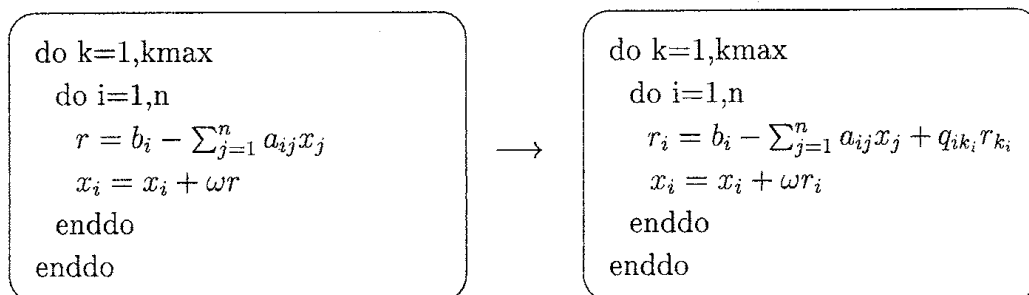 do k=1,kmax
do i=1,n
r = b_i − ∑_{j=1}^{n} a_{ij}x_j
x_i = x_i + ωr
enddo
enddo
⟶
do k=1,kmax
do i=1,n
r_i = b_i − ∑_{j=1}^{n} a_{ij}x_j + q_{ik_i}r_{k_i}
x_i = x_i + ωr_i
enddo
enddo